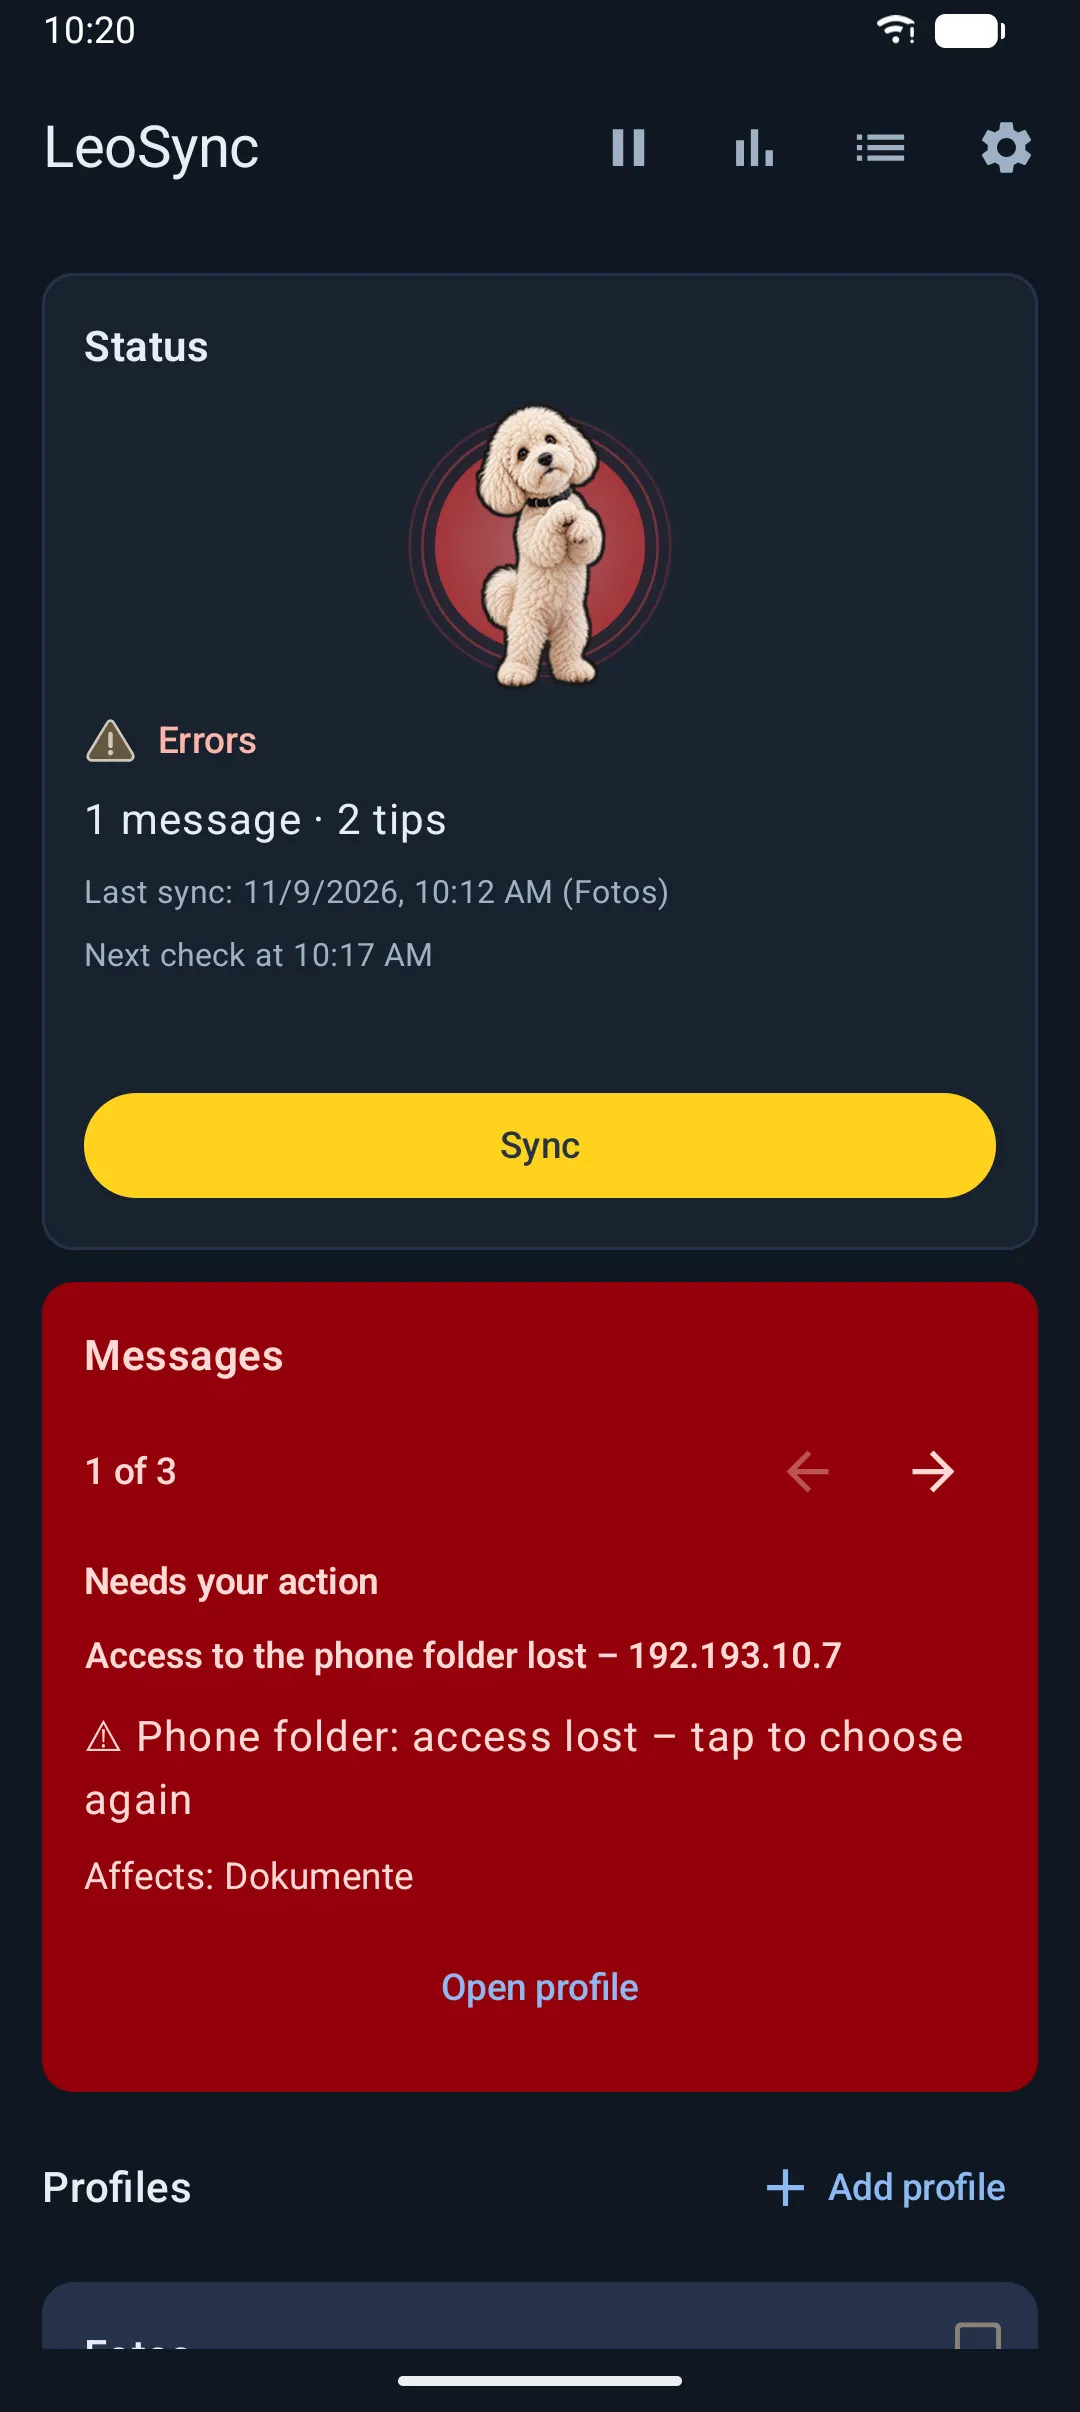 10:20
LeoSync
Status
Errors
1 message · 2 tips
Last sync: 11/9/2026, 10:12 AM (Fotos)
Next check at 10:17 AM
Sync
Messages
1 of 3
Needs your action
Access to the phone folder lost – 192.193.10.7
⚠ Phone folder: access lost – tap to choose
again
Affects: Dokumente
Open profile
Profiles
Add profile